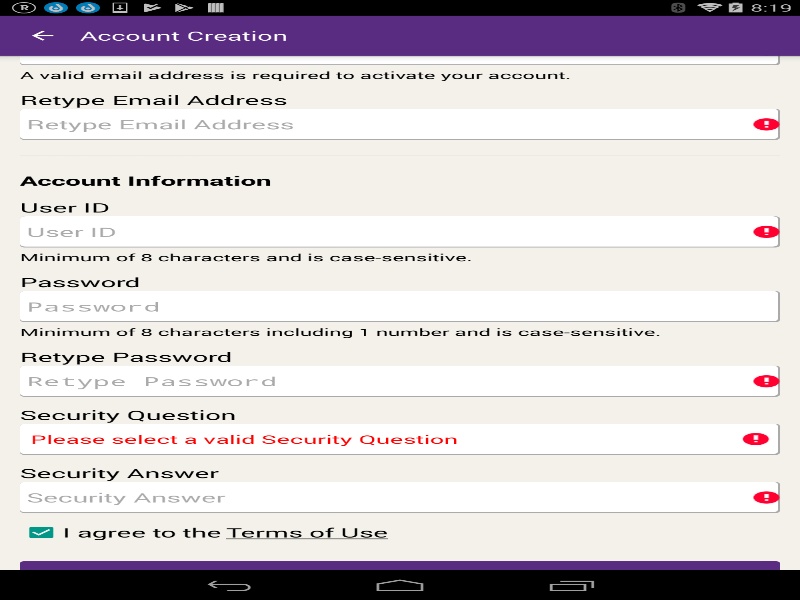 R
8:19
Account Creation
A valid email address is required to activate your account.
Retype Email Address
Retype Email Address
Account Information
User ID
User ID
Minimum of 8 characters and is case-sensitive.
Password
Password
Minimum of 8 characters including 1 number and is case-sensitive.
Retype Password
Retype Password
Security Question
Please select a valid Security Question
Security Answer
Security Answer
I agree to the Terms of Use